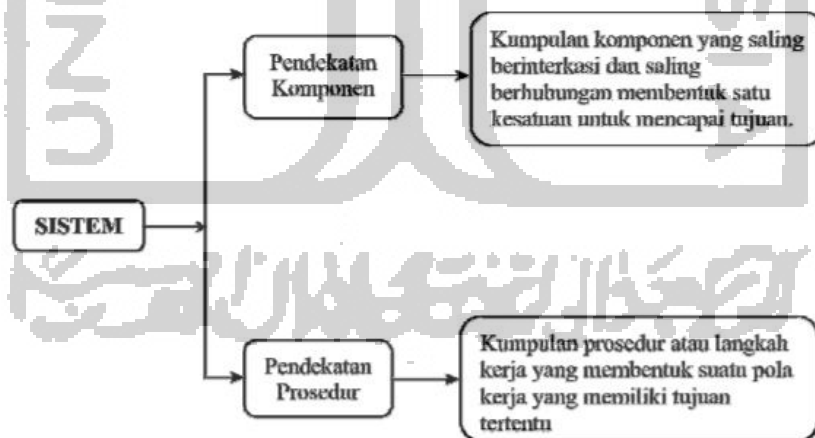 Pendekatan
Komponen
Kumpulan komponen yang saling
berinterkasi dan saling
berhubungan membentuk satu
kesatuan untuk mencapai tujuan.
SISTEM
Pendekatan
Prosedur
Kumpulan prosedur atau langkah
kerja yang membentuk suatu pola
kerja yang memiliki tujuan
tertentu